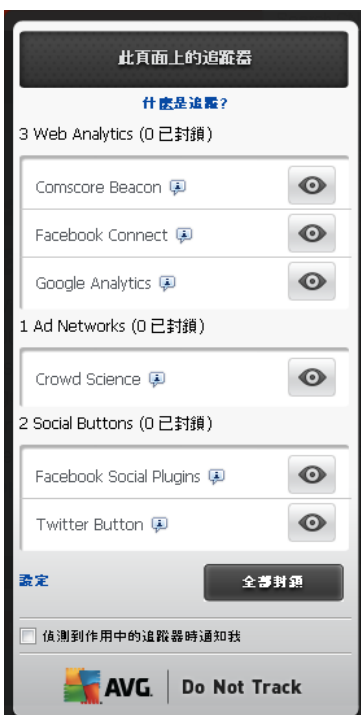 此頁面上的追蹤器
什麼是追蹤?
3 Web Analytics (0 已封鎖)
Comscore Beacon
Facebook Connect
Google Analytics
1 Ad Networks (0 已封鎖)
Crowd Science
2 Social Buttons (0 已封鎖)
Facebook Social Plugins
Twitter Button
設定
全部封鎖
偵測到作用中的追蹤器時通知我
AVG. Do Not Track